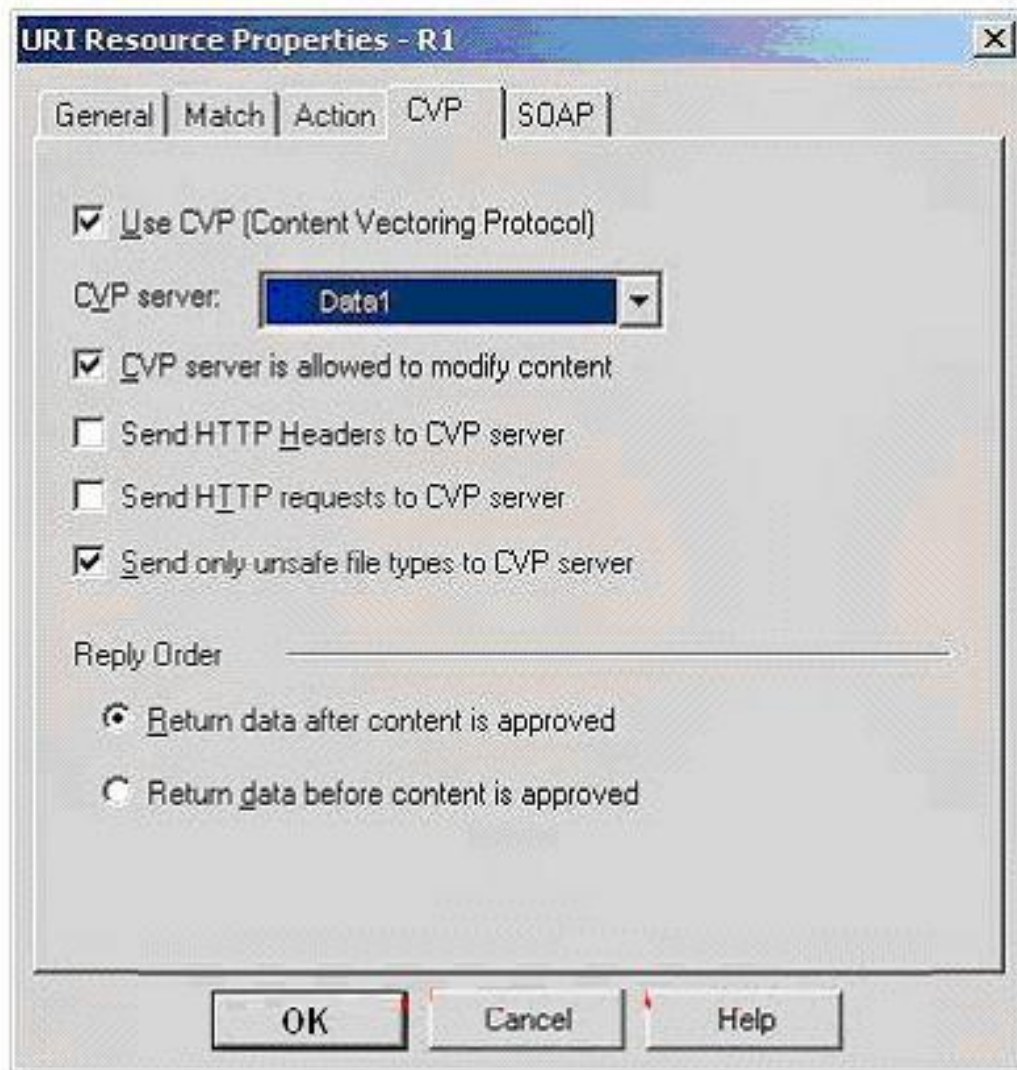 URI Resource Properties - R1
General Match Action CVP SOAP
Use CVP (Content Vectoring Protocol)
CVP server: Data1
CVP server is allowed to modify content
Send HTTP Headers to CVP server
Send HTTP requests to CVP server
Send only unsafe file types to CVP server
Reply Order
Return data after content is approved
Return data before content is approved
OK Cancel Help